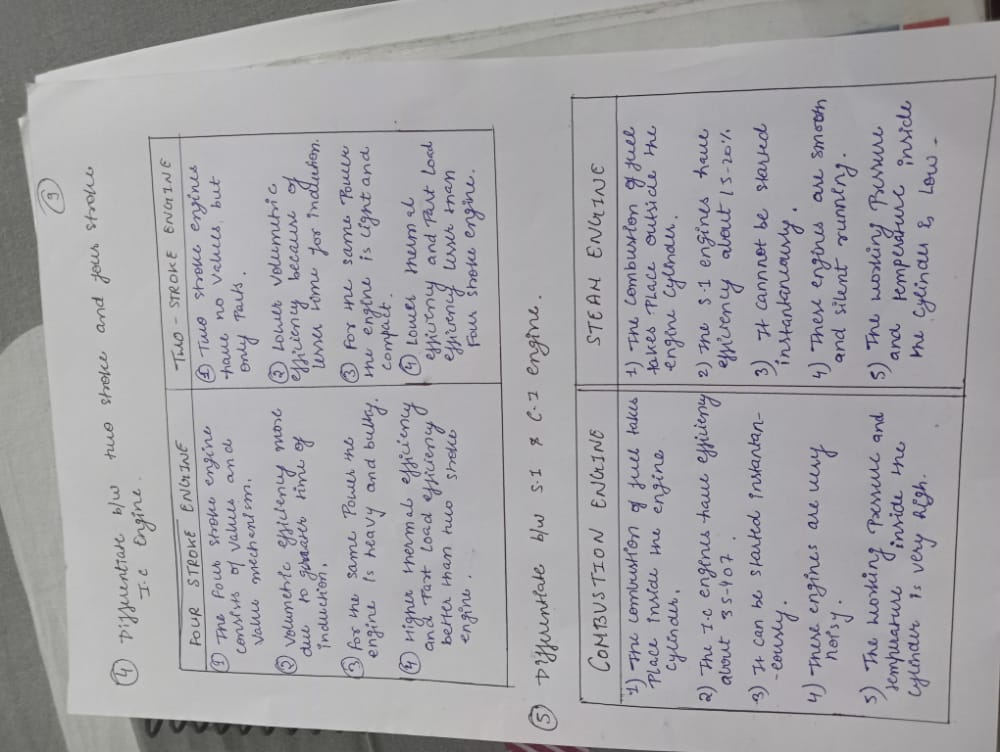 9
④ Differentiate b/w two stroke and four stroke
I.C Engine.
FOUR STROKE ENGINE
① The Four stroke engine
consists of values and
value mechanism.
② Volumetric efficiency more
due to greater time of
induction.
③ For the same Power the
engine is heavy and bulky.
④ Higher thermal efficiency
and Part Load efficiency
better than two stroke
engine.
TWO-STROKE ENGINE
① Two stroke engines
have no values, but
only Parts.
② Lower volumetric
efficiency because of
lesser time for induction.
③ For the same Power
the engine is light and
compact.
④ Lower thermal
efficiency and Part Load
efficiency lesser than
Four stroke engine.
⑤ Differentiate b/w S.I & C.I engine.
COMBUSTION ENGINE
1) The combustion of fuel takes
Place inside the engine
cylinder.
2) The I.C engines have efficiency
about 35-407.
3) It can be started instantan-
-eously.
4) These engines are very
noisy.
5) The working Pressure and
temperature inside the
cylinder is very high.
STEAM ENGINE
1) The combustion of fuel
takes Place outside the
engine cylinder.
2) The S.I engines have
efficiency about 15-20%
3) It cannnot be started
instantaneously.
4) These engines are smooth
and silent running.
5) The working Pressure
and temperature inside
the cylinder is Low.